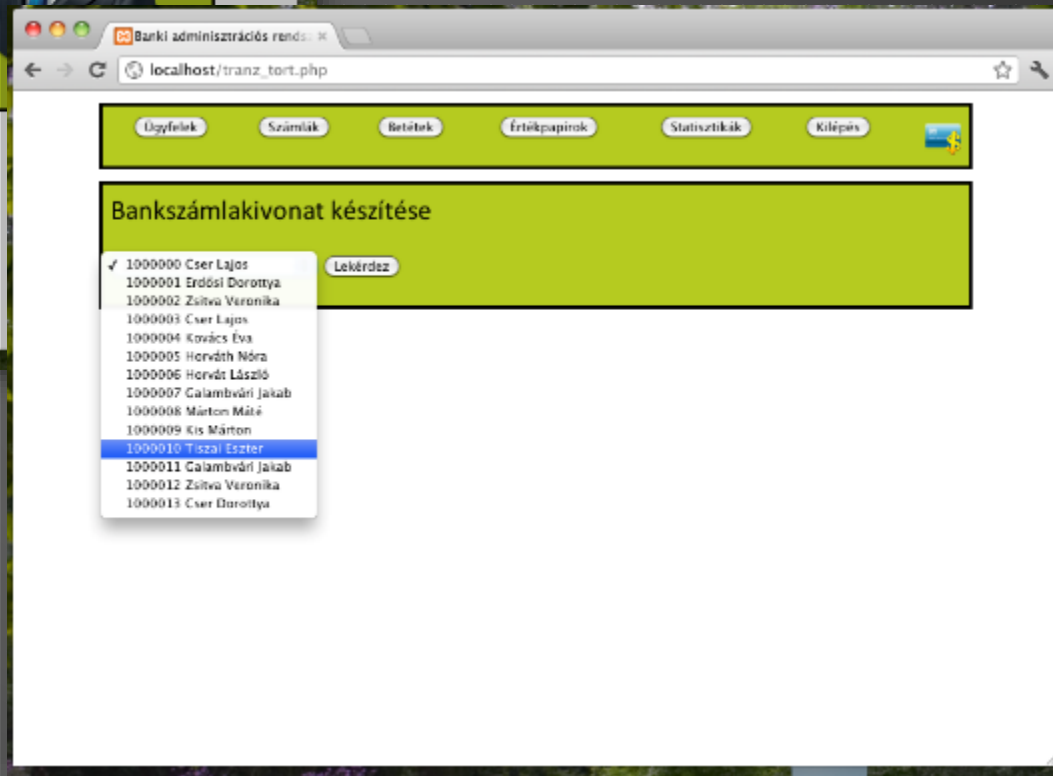 Banki adminisztrációs rends
localhost/tranz_tort.php
Ügyfelek Számlák Betétek Értékpapírok Statisztikák Kilépés
Bankszámlakivonat készítése
✓ 1000000 Cser Lajos Lekérdez
1000001 Erdősi Dorottya
1000002 Zsitva Veronika
1000003 Cser Lajos
1000004 Kovács Éva
1000005 Horváth Nóra
1000006 Horvát László
1000007 Galambvári Jakab
1000008 Márton Máté
1000009 Kis Márton
1000010 Tiszai Eszter
1000011 Galambvári Jakab
1000012 Zsitva Veronika
1000013 Cser Dorottya